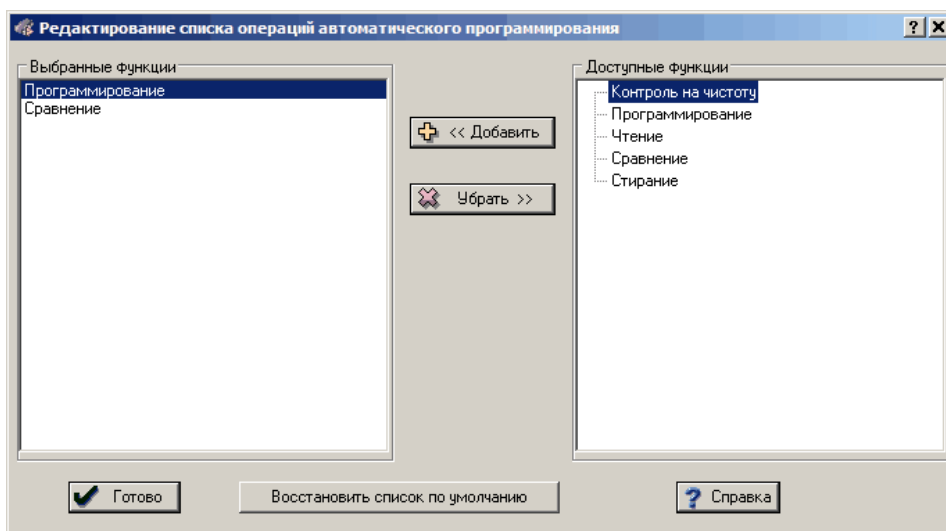 Редактирование списка операций автоматического программирования
Выбранные функции
Программирование
Сравнение
<< Добавить
Убрать >>
Доступные функции
Контроль на чистоту
Программирование
Чтение
Сравнение
Стирание
Готово
Восстановить список по умолчанию
Справка